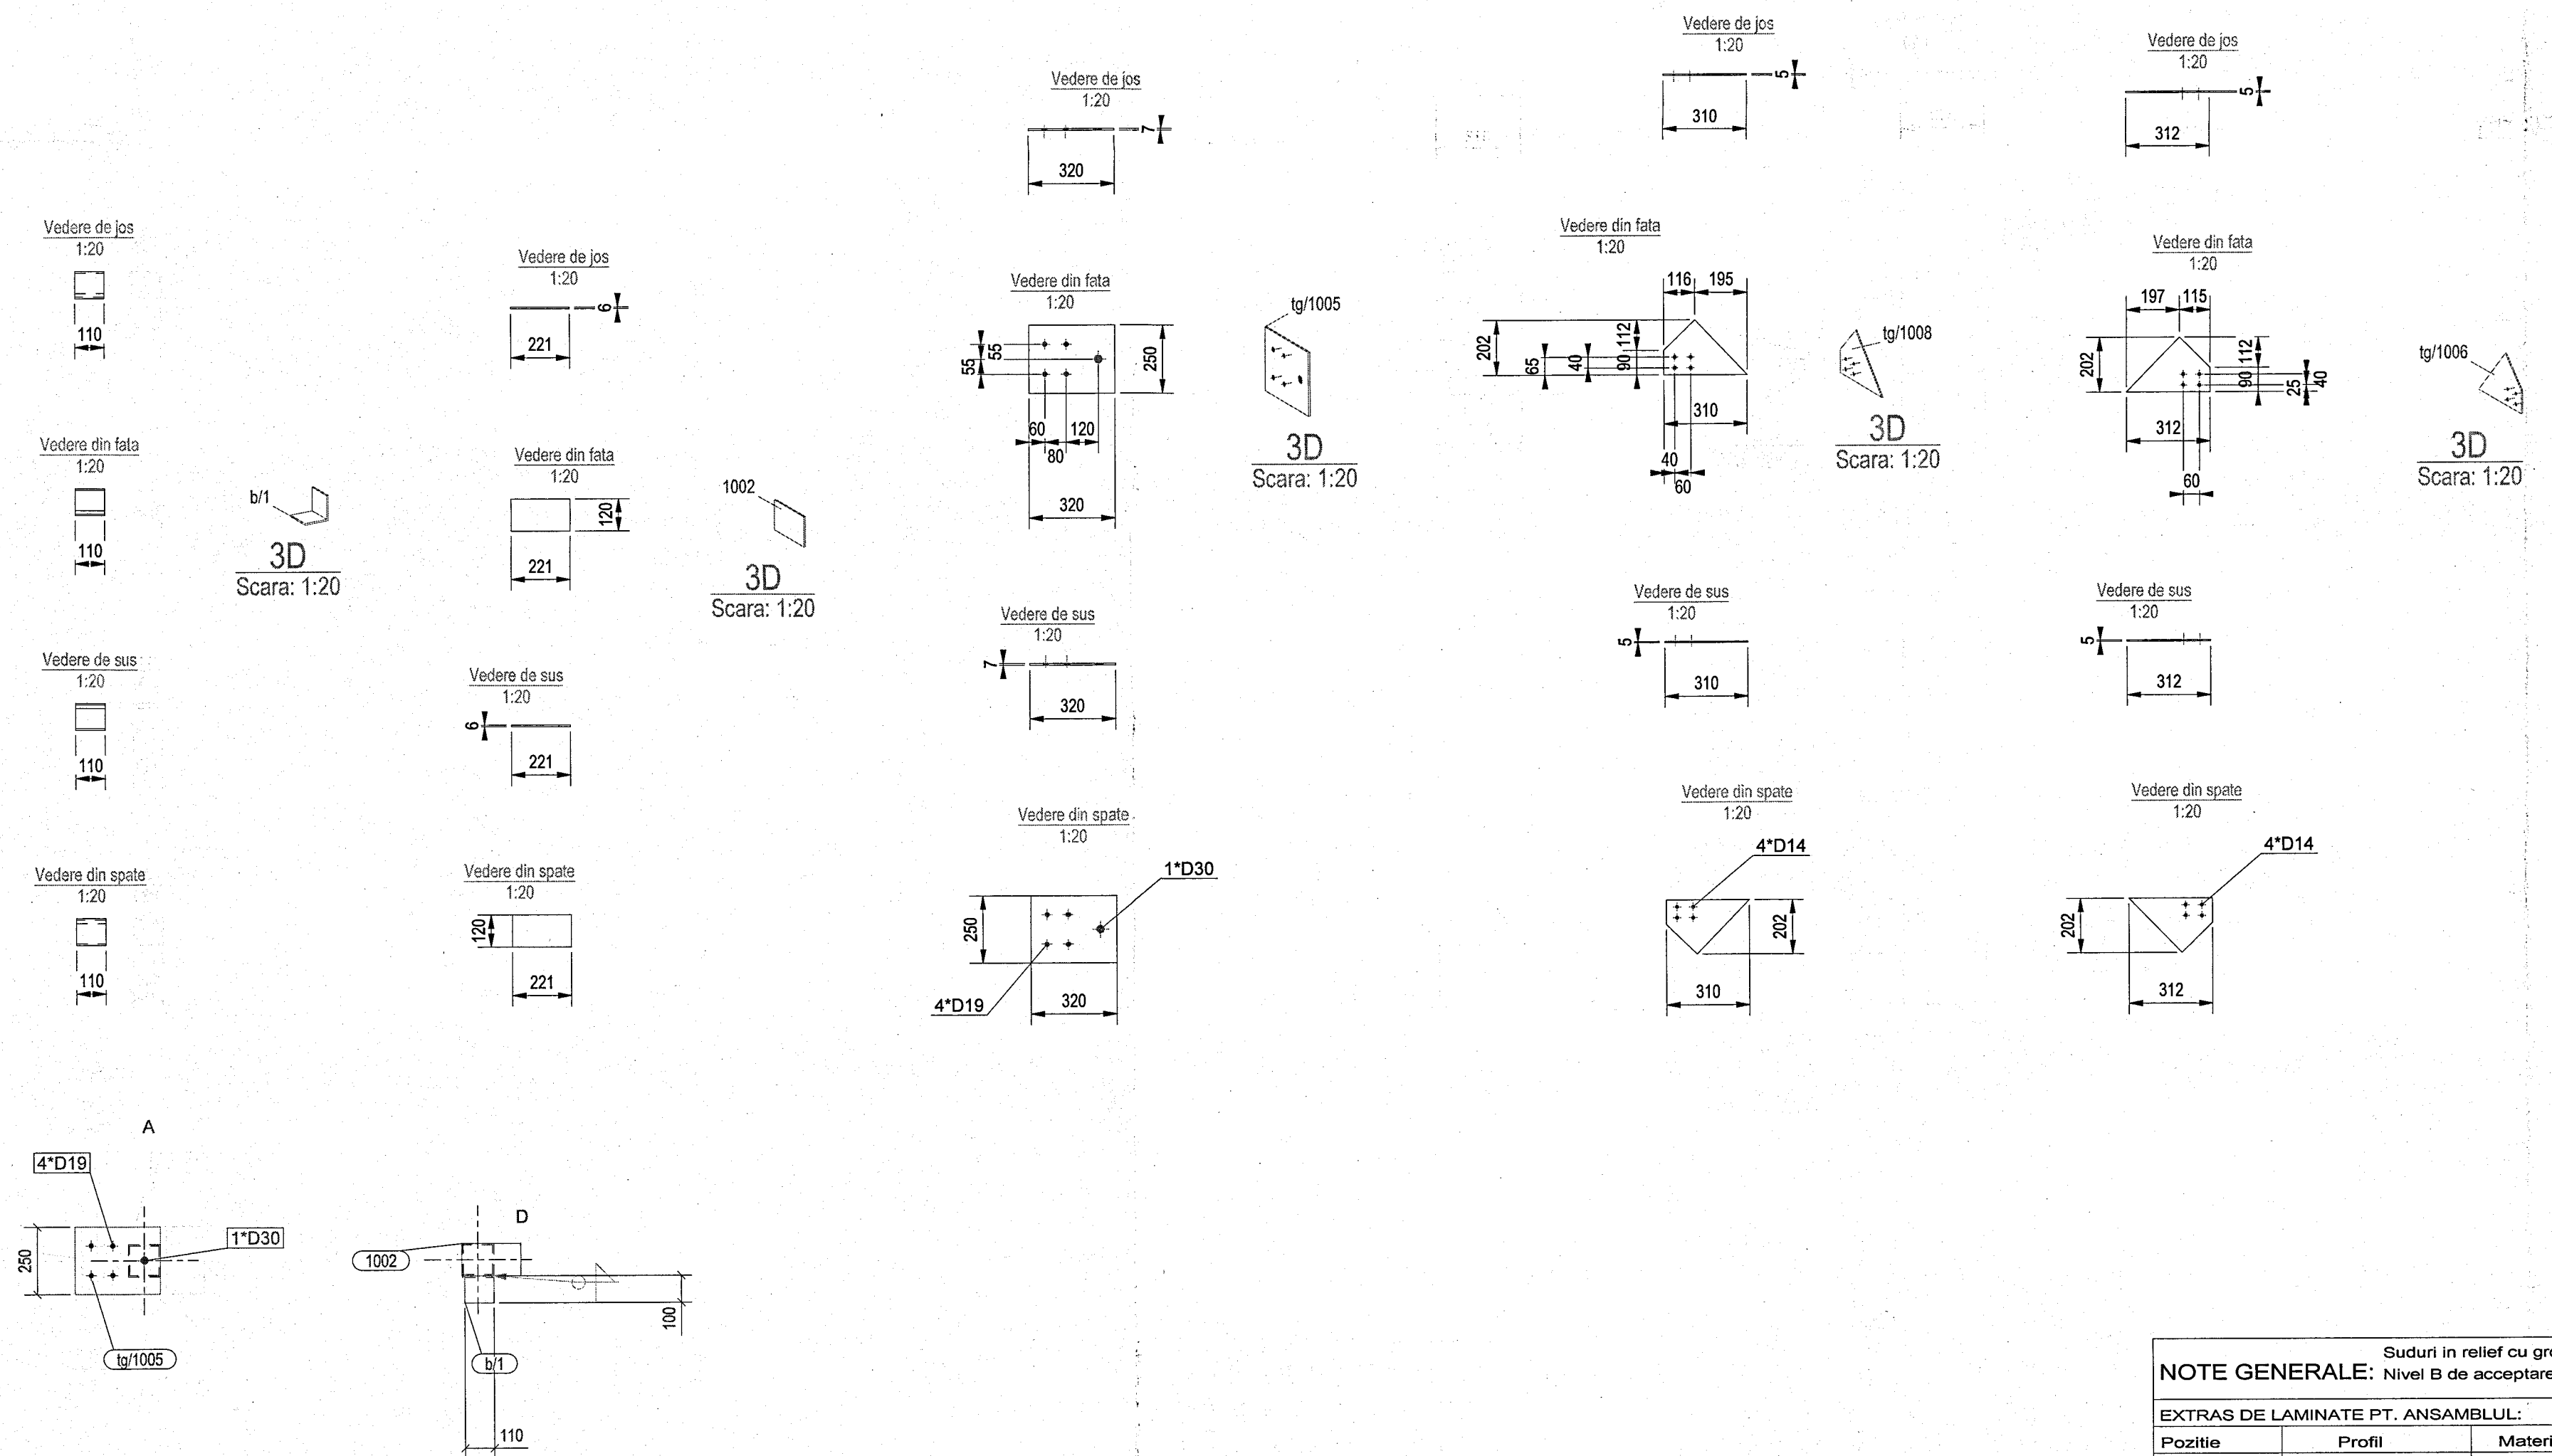 Vedere de jos
1:20
110
Vedere din fata
1:20
110
b/1
3D
Scara: 1:20
Vedere de sus
1:20
110
Vedere din spate
1:20
110
Vedere de jos
1:20
6
221
Vedere din fata
1:20
120
221
1002
3D
Scara: 1:20
Vedere de sus
1:20
6
221
Vedere din spate
1:20
120
221
Vedere de jos
1:20
7
320
Vedere din fata
1:20
55
55
250
60
120
80
320
tg/1005
3D
Scara: 1:20
Vedere de sus
1:20
7
320
Vedere din spate
1:20
1*D30
250
4*D19
320
Vedere de jos
1:20
5
310
Vedere din fata
1:20
116
195
202
112
65
40
90
310
40
60
tg/1008
3D
Scara: 1:20
Vedere de sus
1:20
5
310
Vedere din spate
1:20
4*D14
202
310
Vedere de jos
1:20
5
312
Vedere din fata
1:20
197
115
202
112
90
25
40
312
60
tg/1006
3D
Scara: 1:20
Vedere de sus
1:20
5
312
Vedere din spate
1:20
4*D14
202
312
A
4*D19
1*D30
250
tg/1005
D
1002
100
b/1
110
Suduri in relief cu gr
NOTE GENERALE: Nivel B de acceptare
EXTRAS DE LAMINATE PT. ANSAMBLUL:
Pozitie Profil Materi